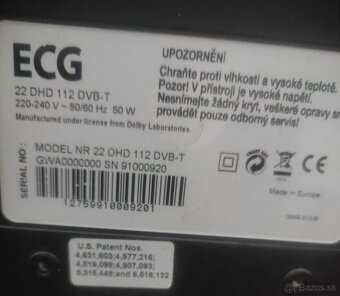 ECG
22 DHD 112 DVB-T
220-240 V ~ 50/60 Hz 50 W
Manufactured under license from Dolby Laboratories.
UPOZORNĚNÍ
Chraňte proti vlhkosti a vysoké teplotě.
Pozor! V přístroji je vysoké napětí.
Nesnímejte žádný kryt, veškeré opravy sm
provádět pouze odborný servis!
SERIAL NO :
MODEL NR 22 DHD 112 DVB-T
GWA0000000 SN 91000920
12759910009201
Made in Europe
U.S. Patent Nos.
4,631,603; 4,577,216;
4,819,098; 4,907,093;
6,516,132
bazos.sk